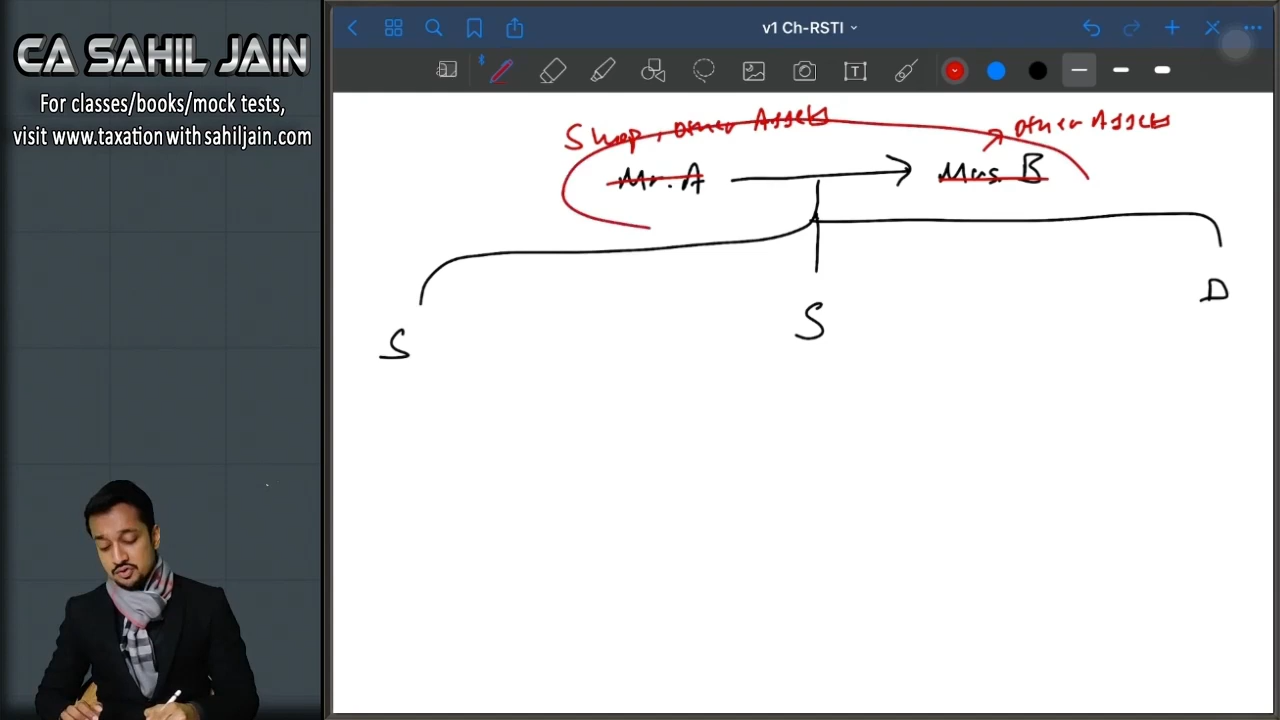 CA SAHIL JAIN
For classes/books/mock tests,
visit www.taxation with sahiljain.com
v1 Ch-RSTI
T
Shop, other Assets
other Assets
Mr. A
Mrs. B
S
S
D